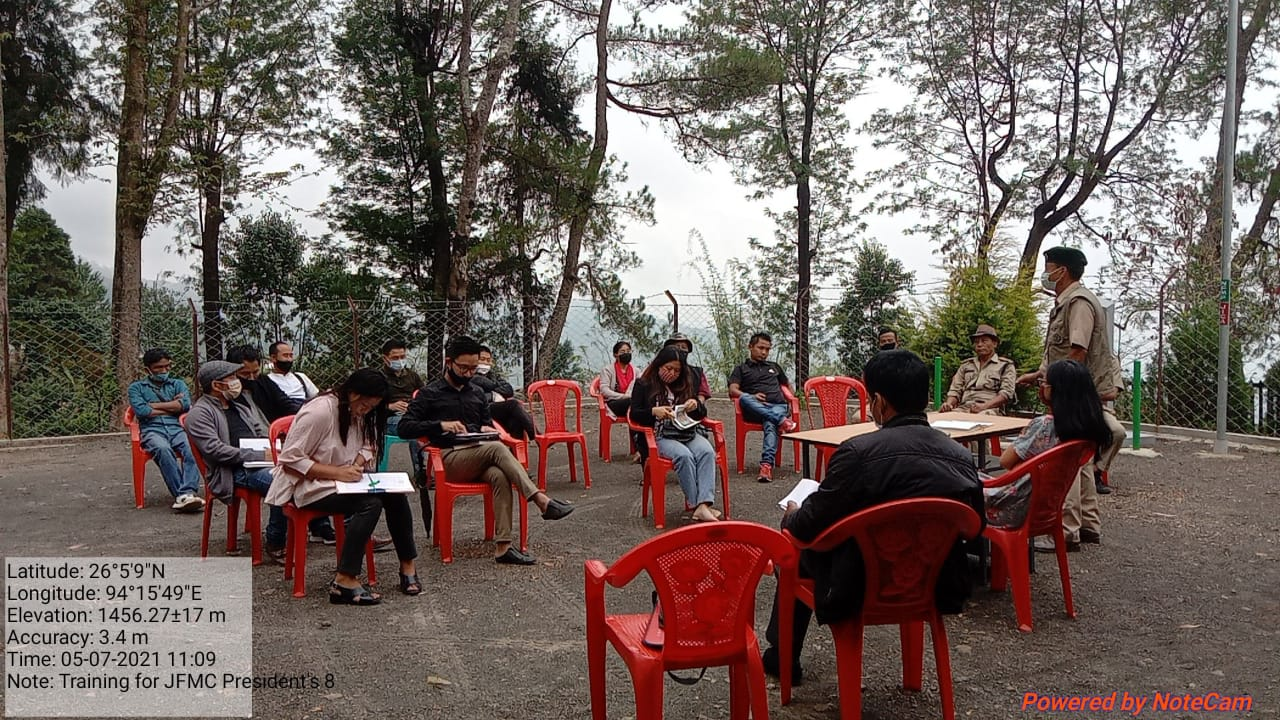 Latitude: 26°5'9"N
Longitude: 94°15'49"E
Elevation: 1456.27±17 m
Accuracy: 3.4 m
Time: 05-07-2021 11:09
Note: Training for JFMC President's 8
Powered by NoteCam